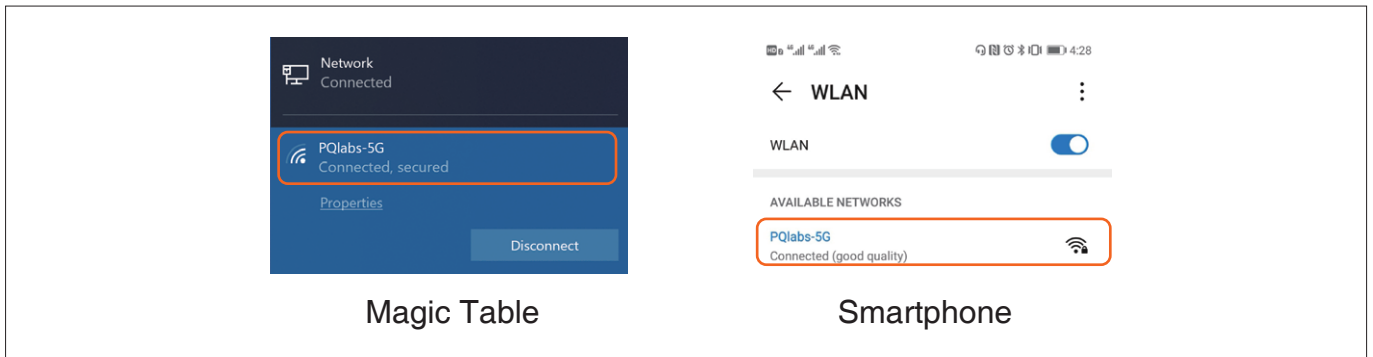 Network
Connected
PQlabs-5G
Connected, secured
Properties
Disconnect
Magic Table
4:28
WLAN
WLAN
AVAILABLE NETWORKS
PQlabs-5G
Connected (good quality)
Smartphone